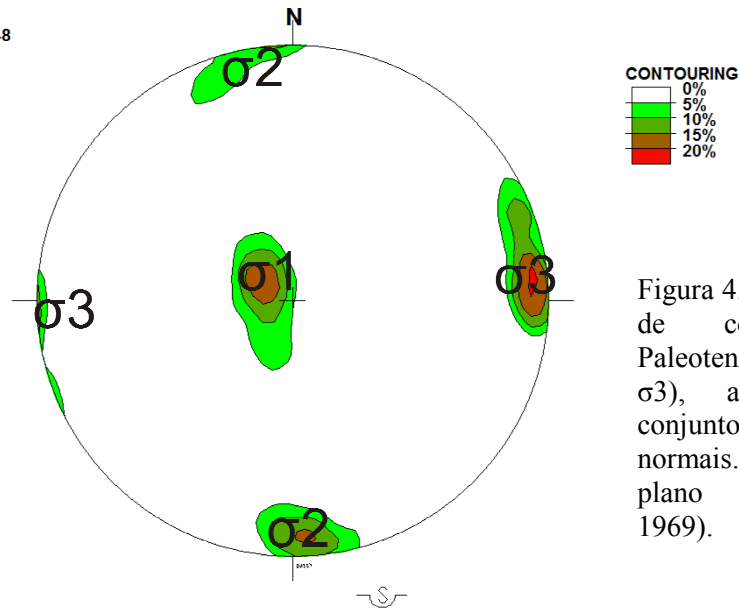 N
8
σ2
CONTOURING
0%
5%
10%
15%
20%
σ1
σ3
σ3
Figura 4.
de
Paleoten
σ3), a
conjunto
normais.
plano
1969).
σ2
S